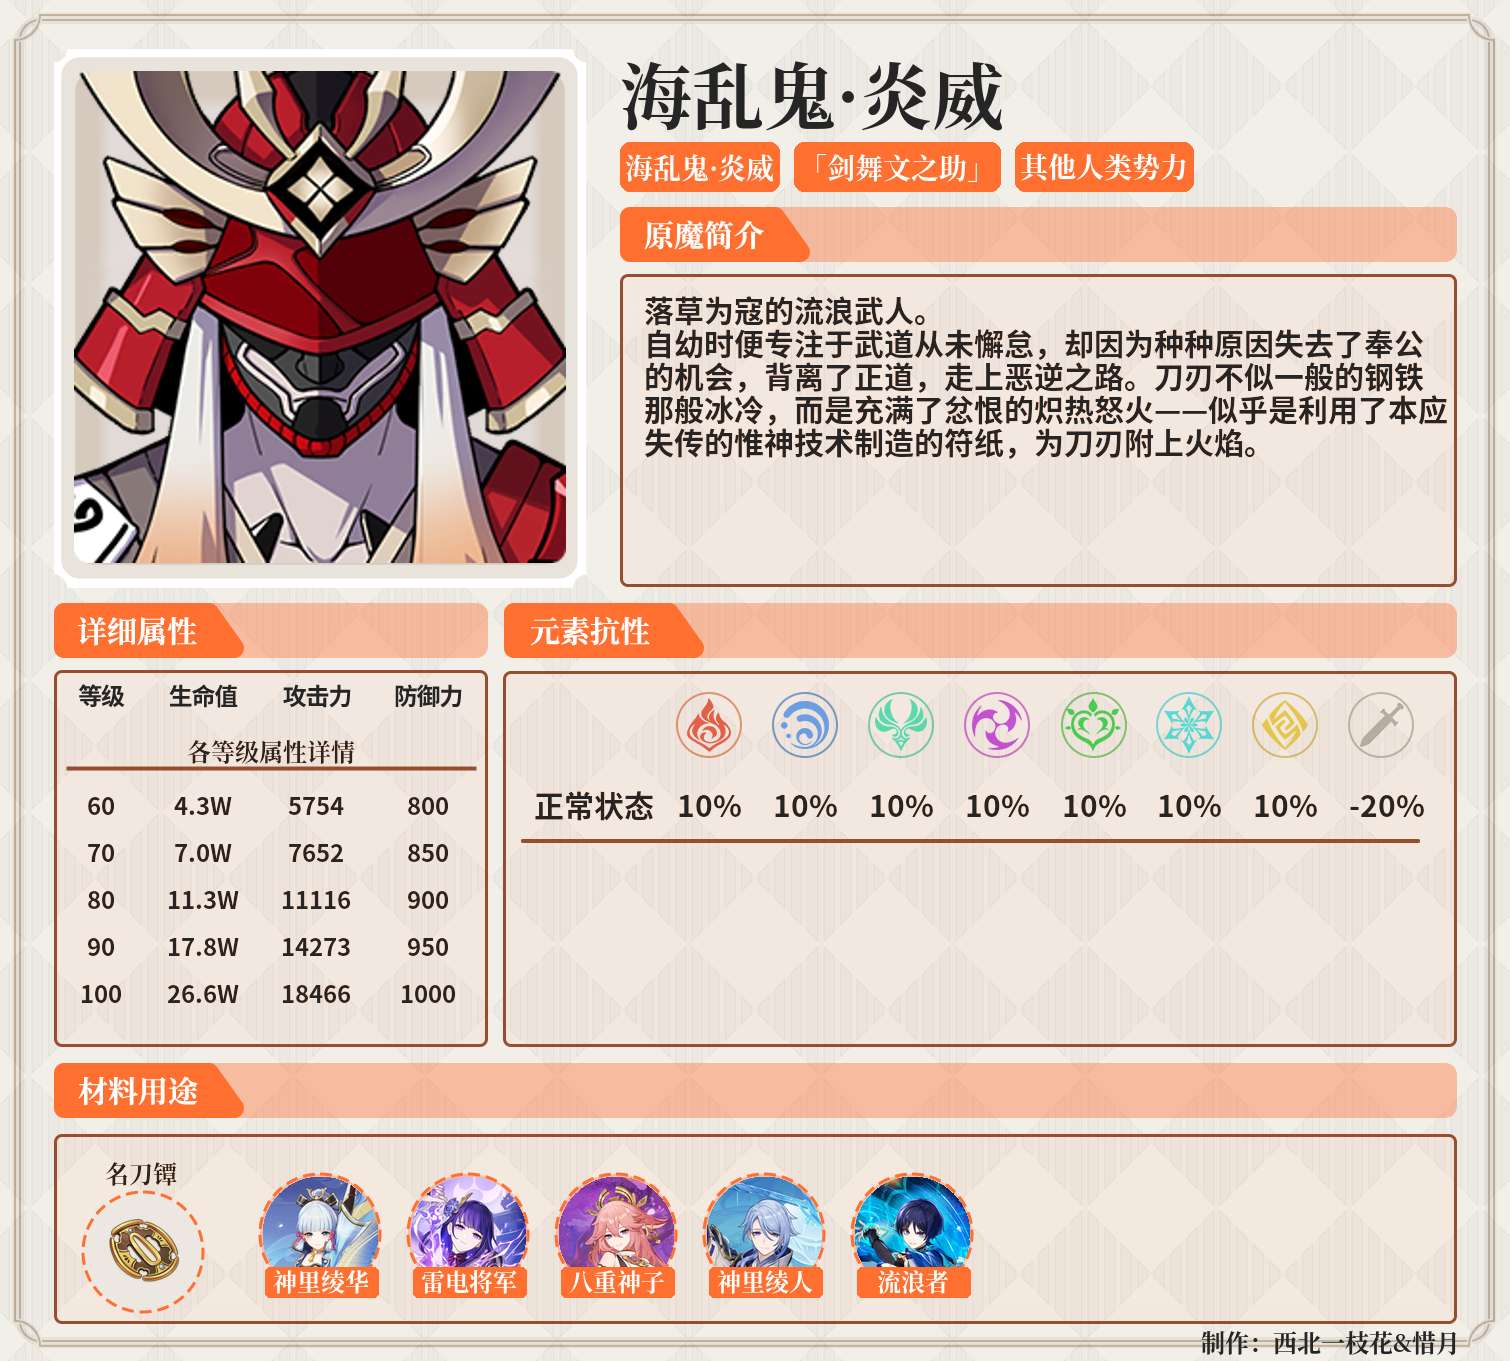 海乱鬼·炎威
海乱鬼·炎威 「剑舞文之助」 其他人类势力
原魔简介
落草为寇的流浪武人。
自幼时便专注于武道从未懈怠，却因为种种原因失去了奉公
的机会，背离了正道，走上恶逆之路。刀刃不似一般的钢铁
那般冰冷，而是充满了忿恨的炽热怒火——似乎是利用了本应
失传的惟神技术制造的符纸，为刀刃附上火焰。
详细属性
等级 生命值 攻击力 防御力
各等级属性详情
60 4.3W 5754 800
70 7.0W 7652 850
80 11.3W 11116 900
90 17.8W 14273 950
100 26.6W 18466 1000
元素抗性
正常状态 10% 10% 10% 10% 10% 10% 10% -20%
材料用途
名刀镡
神里绫华 雷电将军 八重神子 神里绫人 流浪者
制作：西北一枝花&惜月